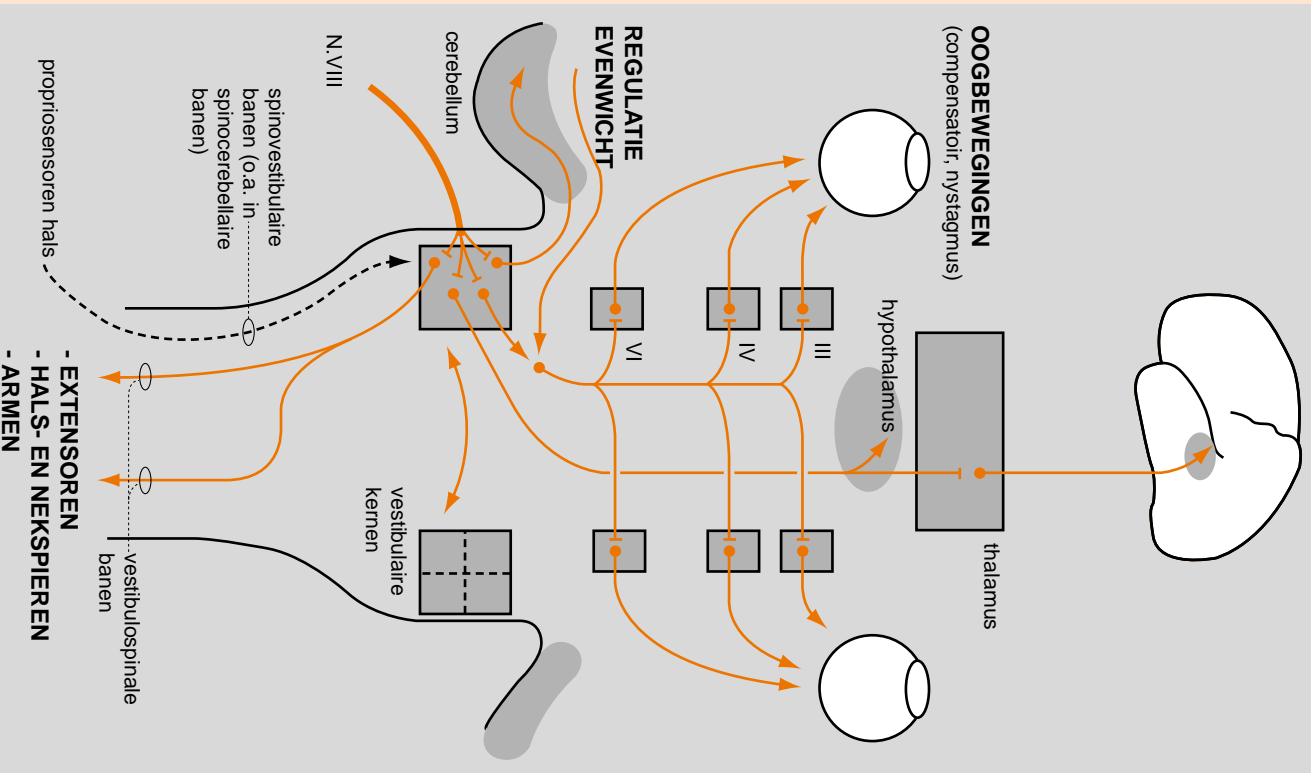 OOGBEWEGINGEN
(compensatoir, nystagmus)
hypothalamus
thalamus
III
IV
VI
REGULATIE
EVENWICHT
cerebellum
N.VIII
vestibulaire
kernen
spinovestibulaire
banen (o.a. in
spinocerebellaire
banen)
propriosensoren hals
vestibulospinale
banen
- EXTENSOREN
- HALS- EN NEKSPIEREN
- ARMEN